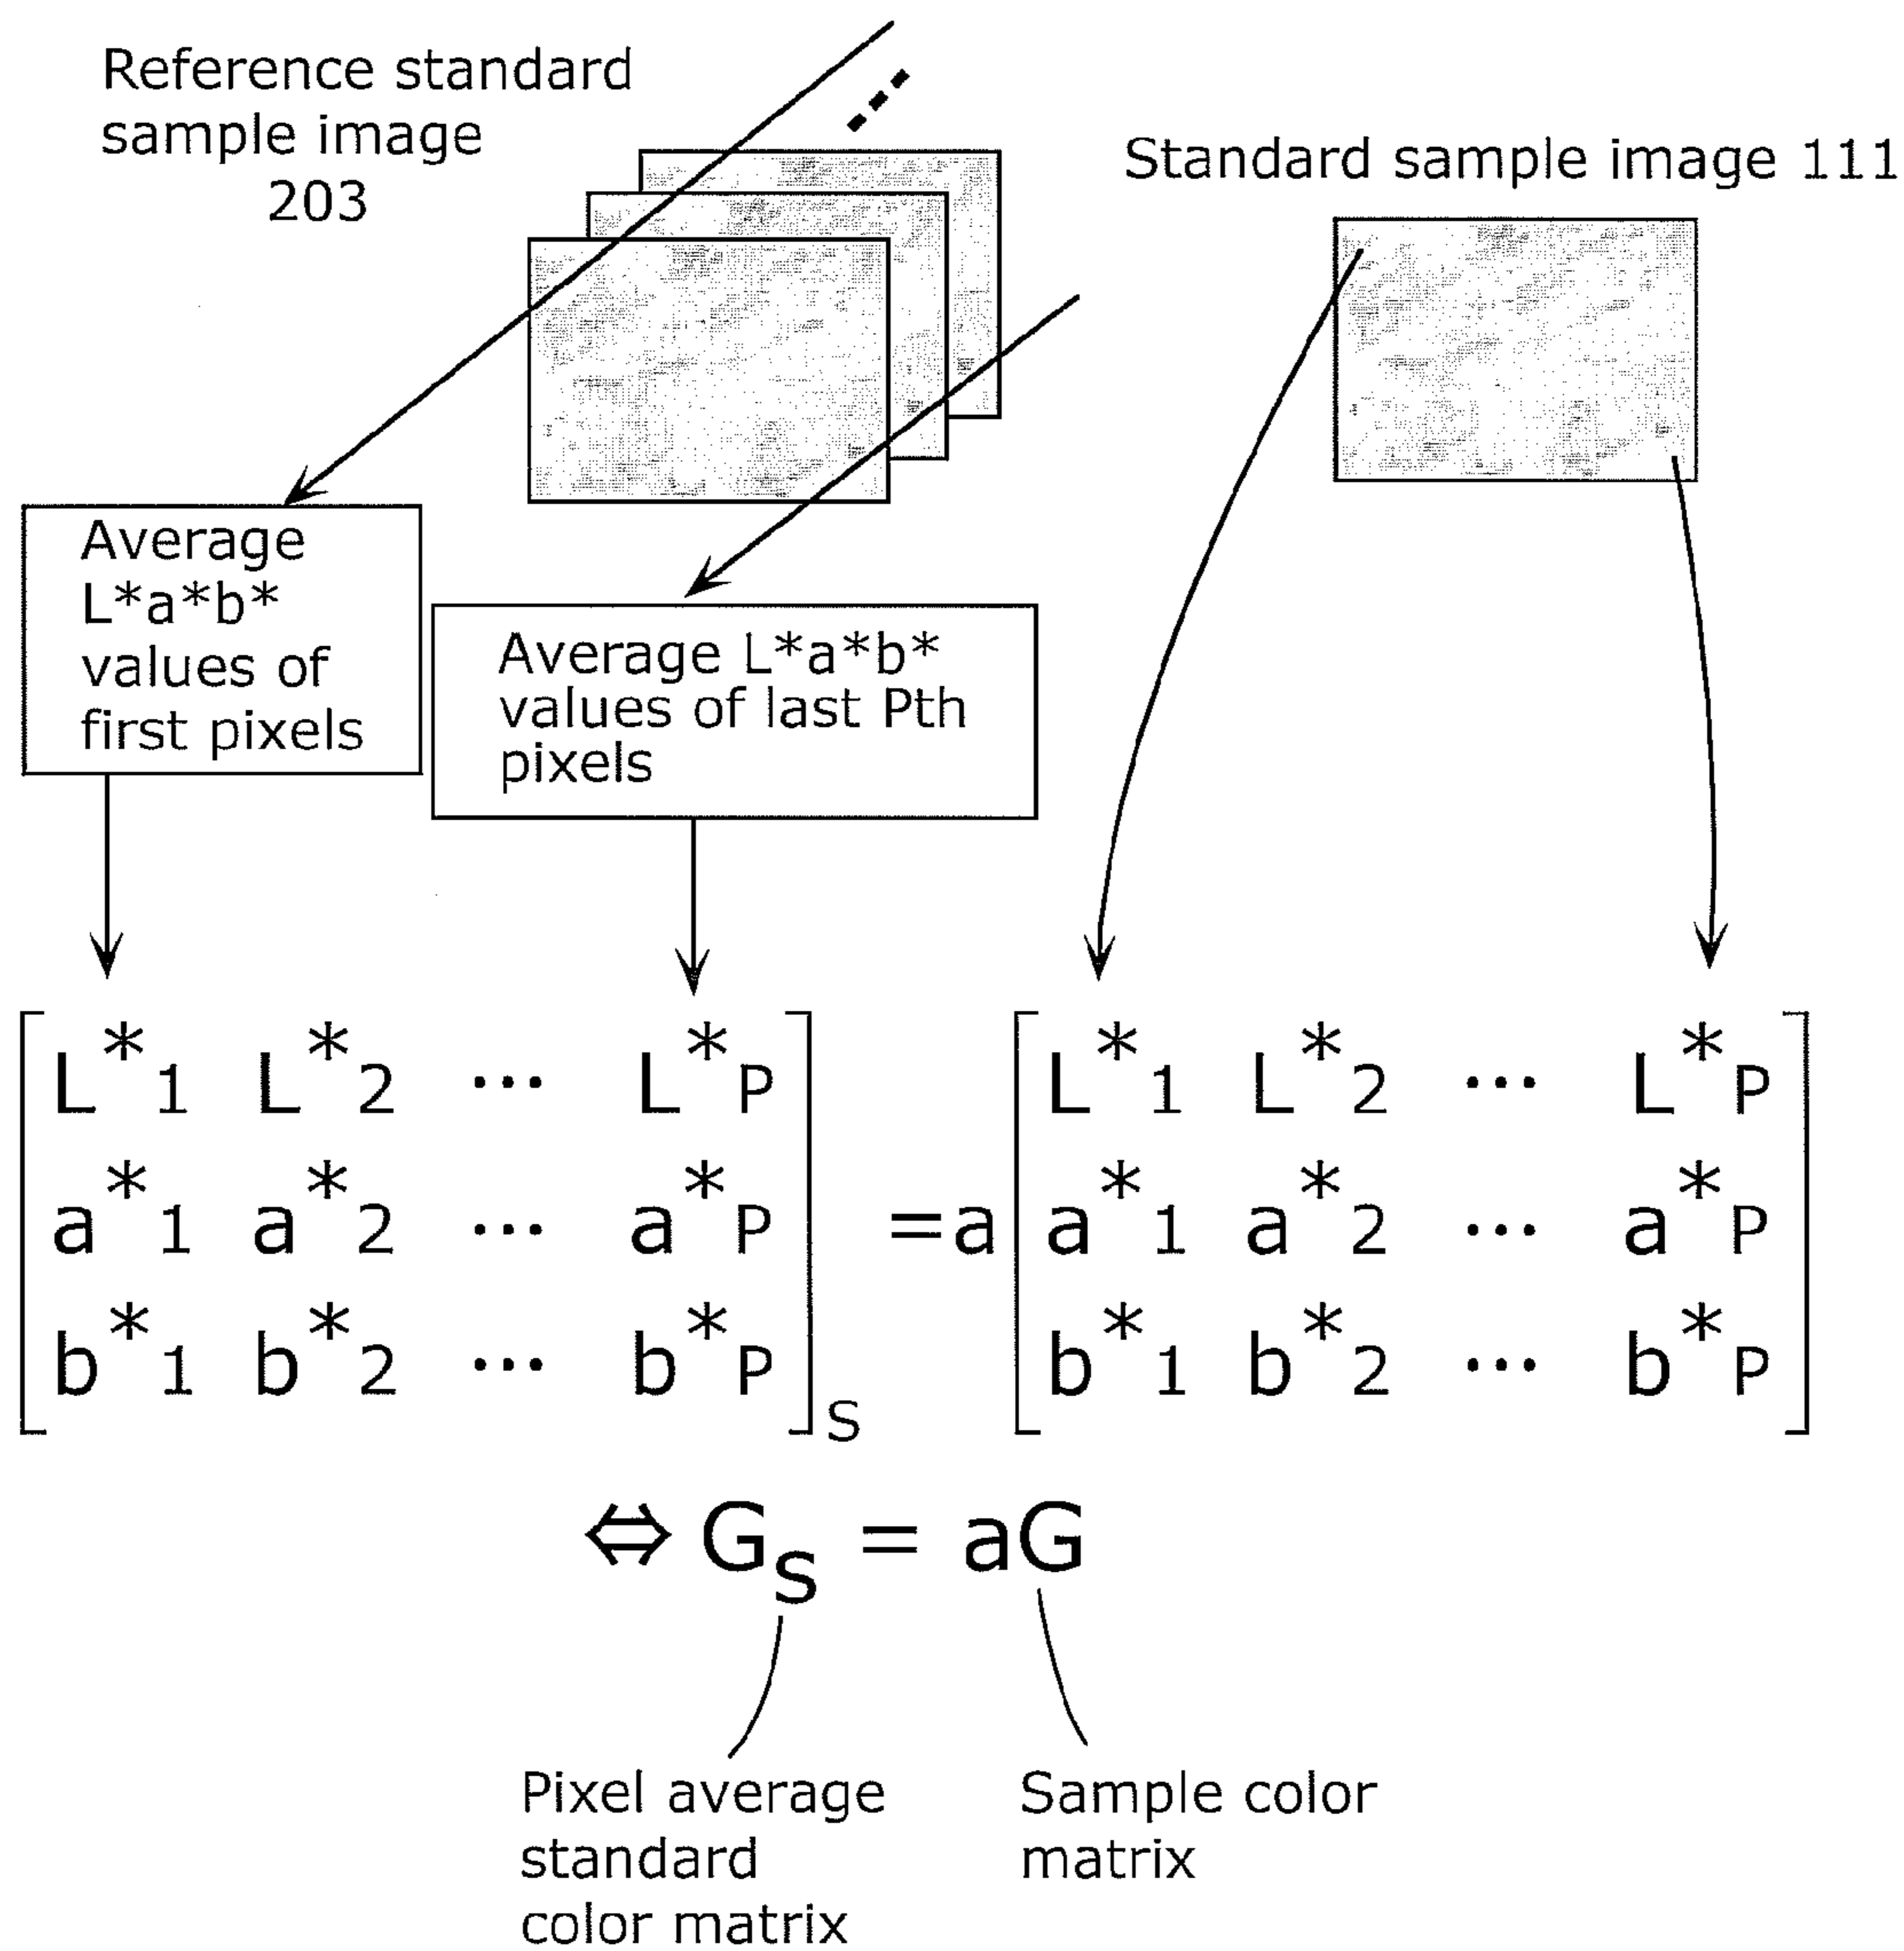 Reference standard
sample image
203
Standard sample image 111
Average
L*a*b*
values of
first pixels
Average L*a*b*
values of last Pth
pixels
L*1 L*2 ··· L*P
a*1 a*2 ··· a*P
b*1 b*2 ··· b*P
S
=a
L*1 L*2 ··· L*P
a*1 a*2 ··· a*P
b*1 b*2 ··· b*P
⇔ GS = aG
Pixel average
standard
color matrix
Sample color
matrix